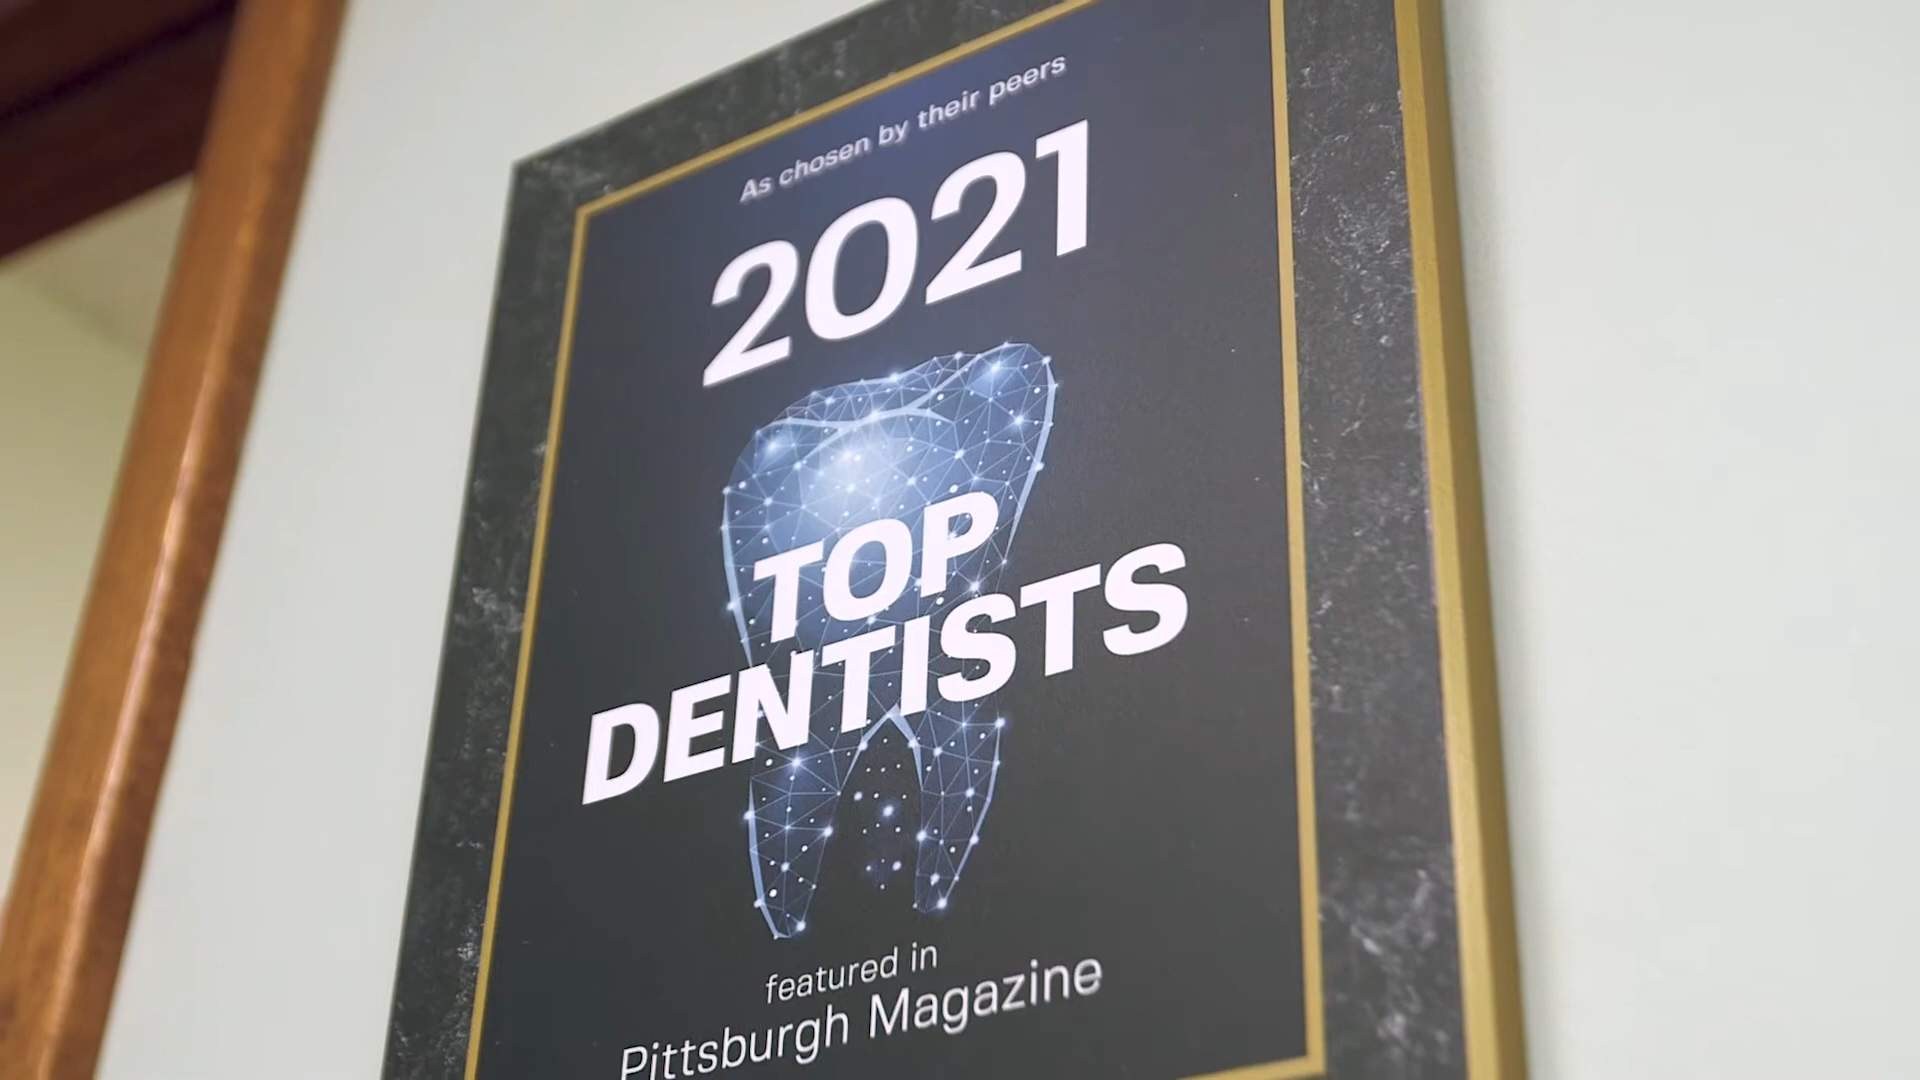 As chosen by their peers
2021
TOP
DENTISTS
featured in
Pittsburgh Magazine